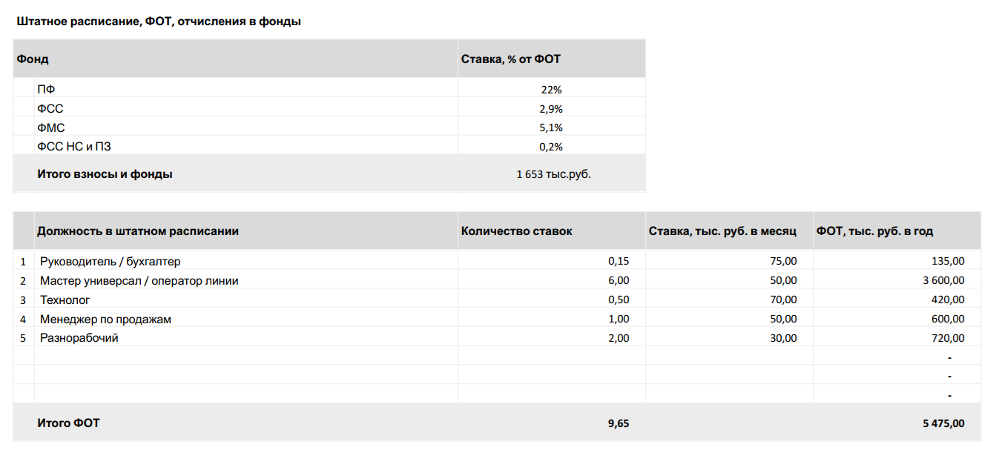 Штатное расписание, ФОТ, отчисления в фонды
Фонд Ставка, % от ФОТ
ПФ 22%
ФСС 2,9%
ФМС 5,1%
ФСС НС и ПЗ 0,2%
Итого взносы и фонды 1 653 тыс.руб.
Должность в штатном расписании Количество ставок Ставка, тыс. руб. в месяц ФОТ, тыс. руб. в год
1 Руководитель / бухгалтер 0,15 75,00 135,00
2 Мастер универсал / оператор линии 6,00 50,00 3 600,00
3 Технолог 0,50 70,00 420,00
4 Менеджер по продажам 1,00 50,00 600,00
5 Разнорабочий 2,00 30,00 720,00
-
-
-
Итого ФОТ 9,65 5 475,00